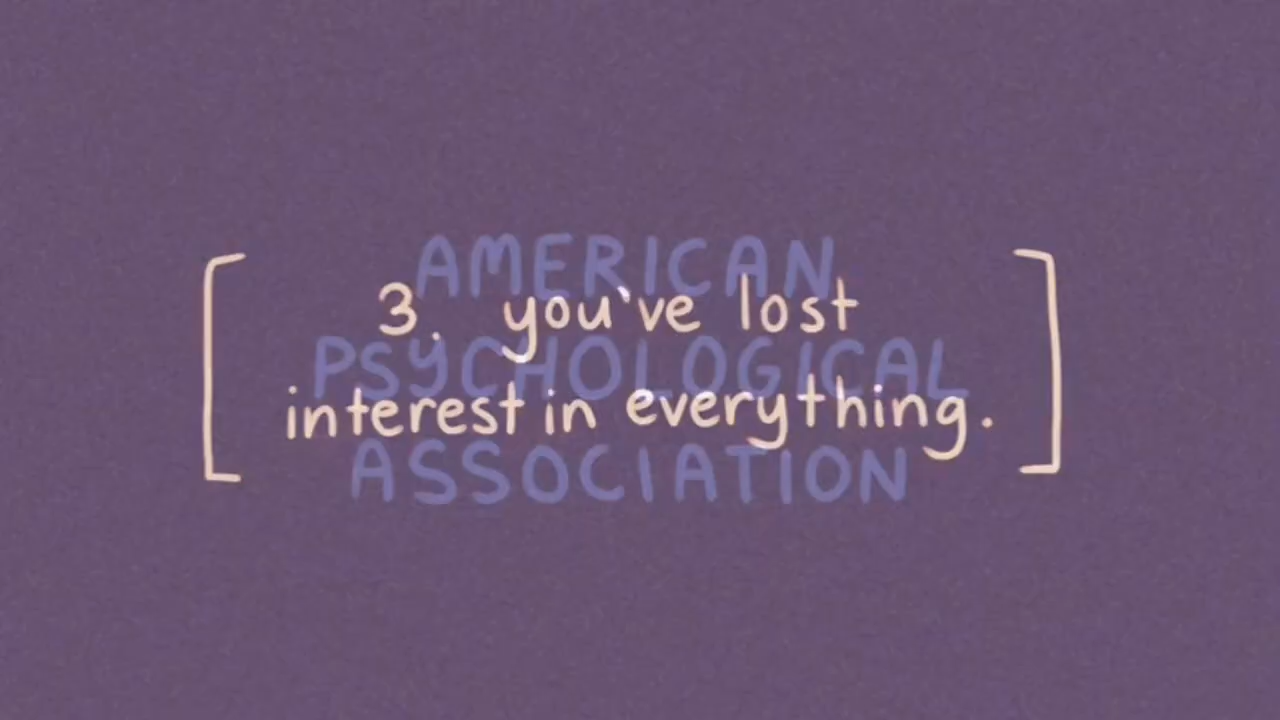 AMERICAN
3. you've lost
PSYCHOLOGICAL
interest in everything.
ASSOCIATION